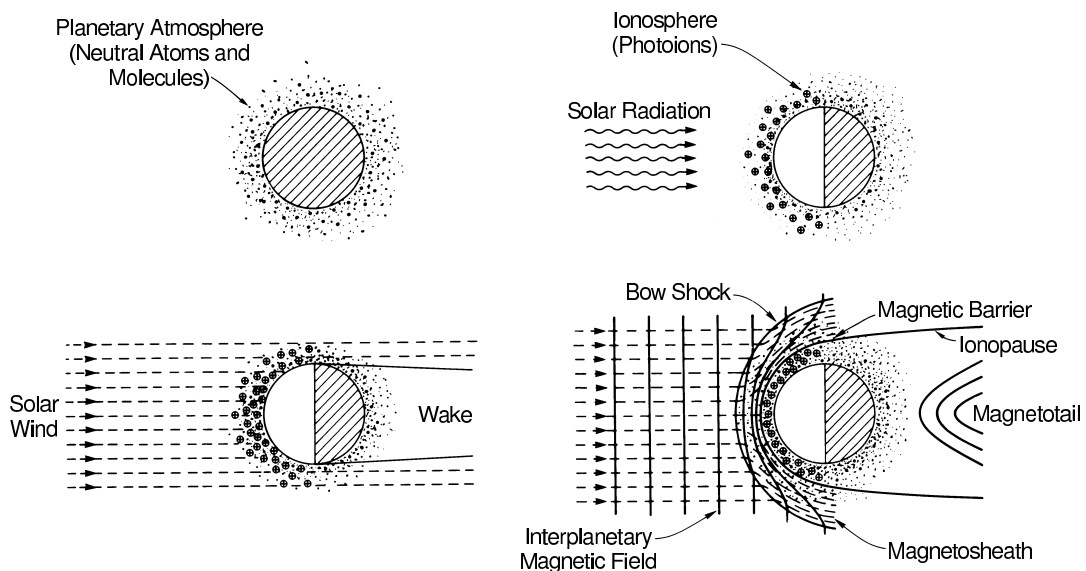 Planetary Atmosphere
(Neutral Atoms and
Molecules)
Ionosphere
(Photoions)
Solar Radiation
Solar
Wind
Wake
Bow Shock
Magnetic Barrier
Ionopause
Magnetotail
Interplanetary
Magnetic Field
Magnetosheath